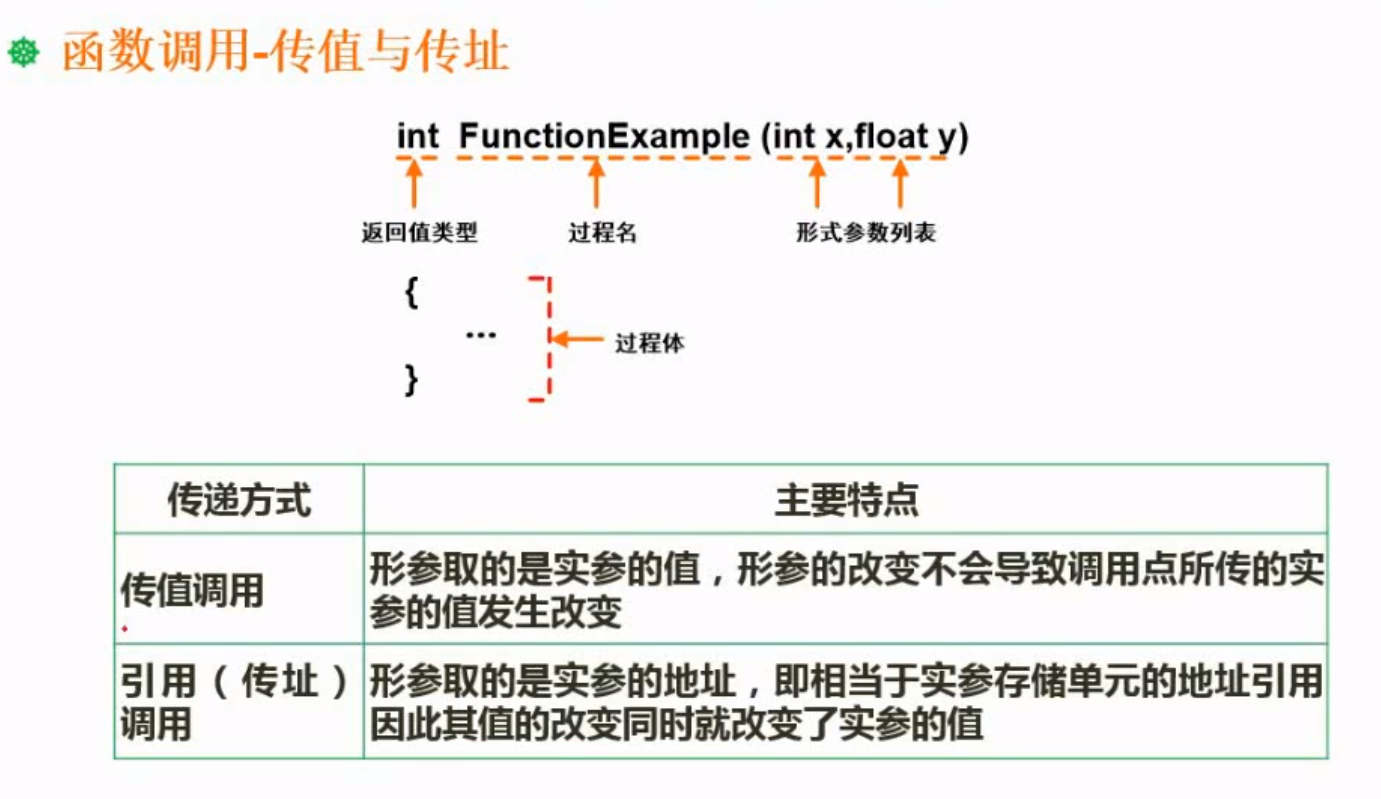 函数调用-传值与传址
int FunctionExample (int x,float y)
返回值类型 过程名 形式参数列表
{
...
过程体
}
传递方式 主要特点
传值调用
形参取的是实参的值，形参的改变不会导致调用点所传的实
参的值发生改变
引用（传址）
调用
形参取的是实参的地址，即相当于实参存储单元的地址引用
因此其值的改变同时就改变了实参的值